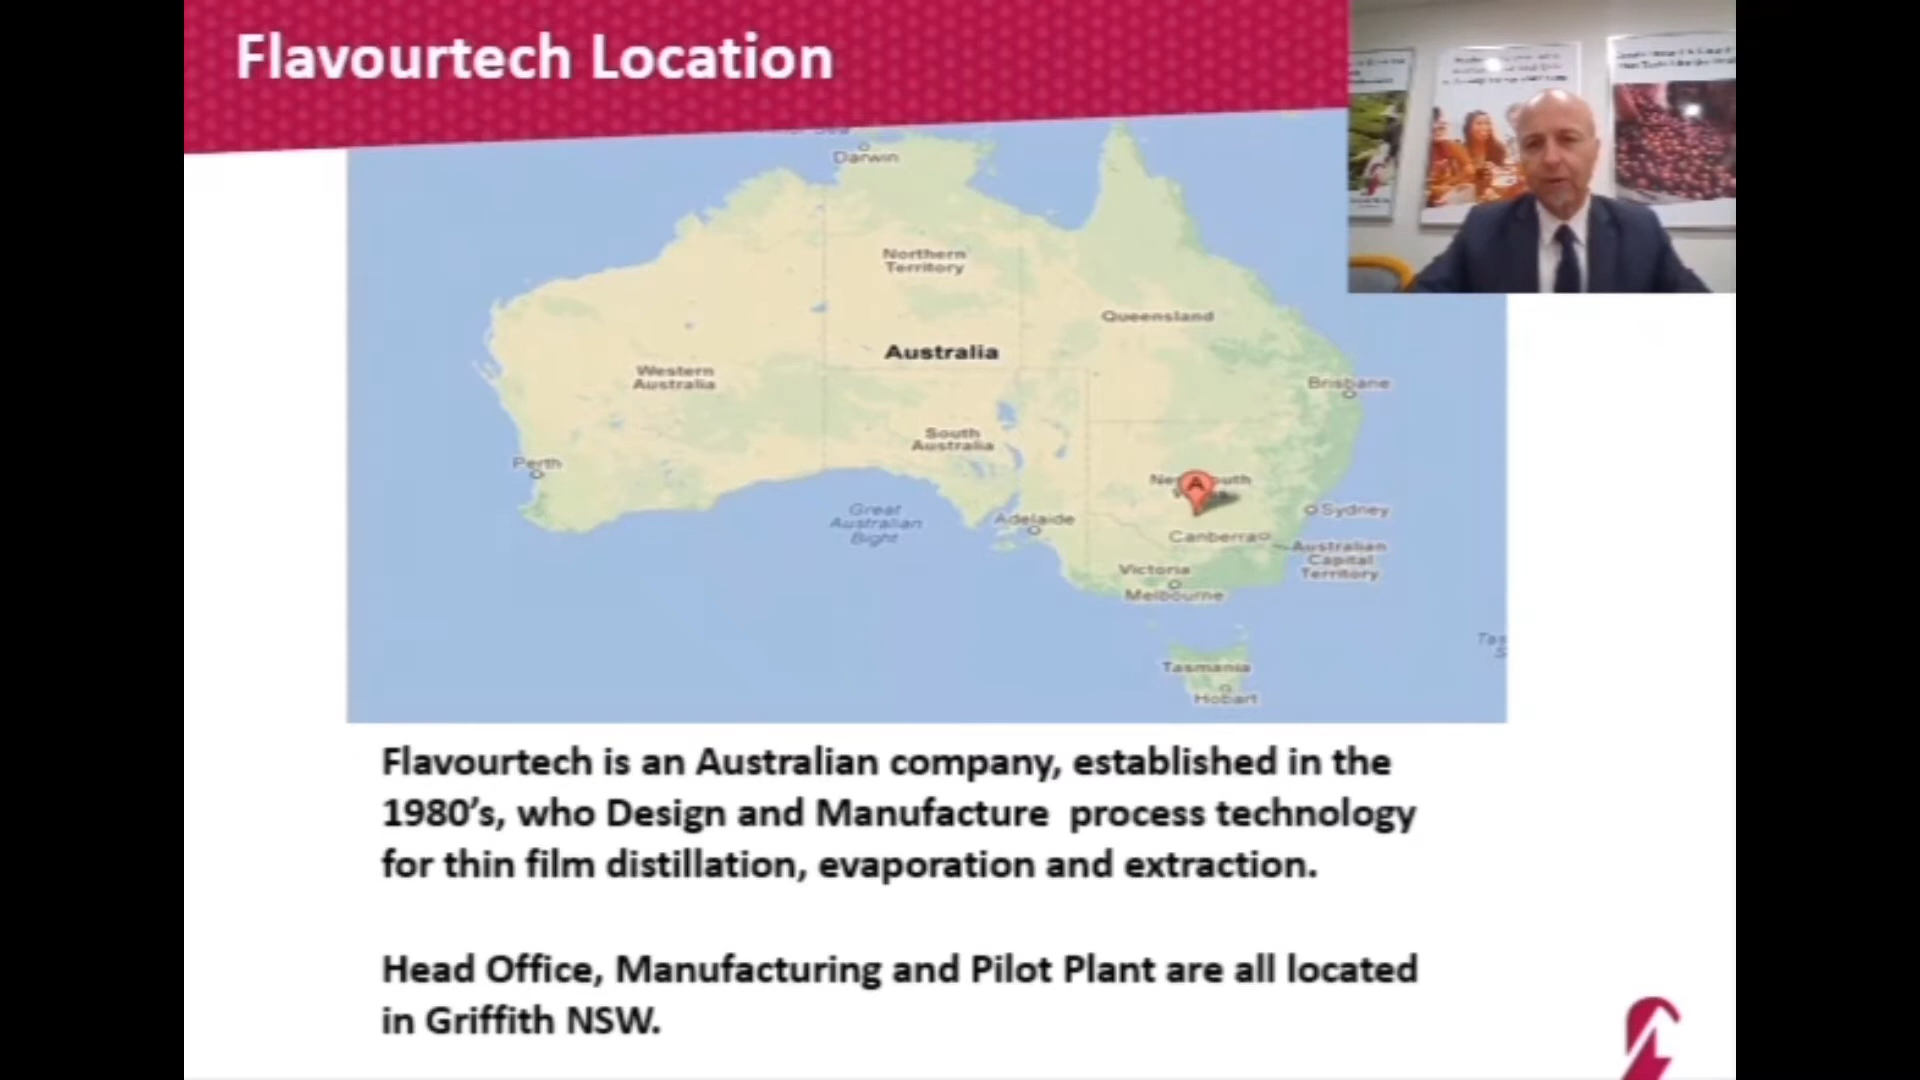 Flavourtech Location
Darwin
Northern
Territory
Queensland
Australia
Western
Australia
Brisbane
South
Australia
Perth
Great
Australian
Bight
Adelaide
A
Sydney
Canberra
Australian
Capital
Territory
Victoria
Melbourne
Tasmania
Hobart
Flavourtech is an Australian company, established in the
1980's, who Design and Manufacture process technology
for thin film distillation, evaporation and extraction.
Head Office, Manufacturing and Pilot Plant are all located
in Griffith NSW.